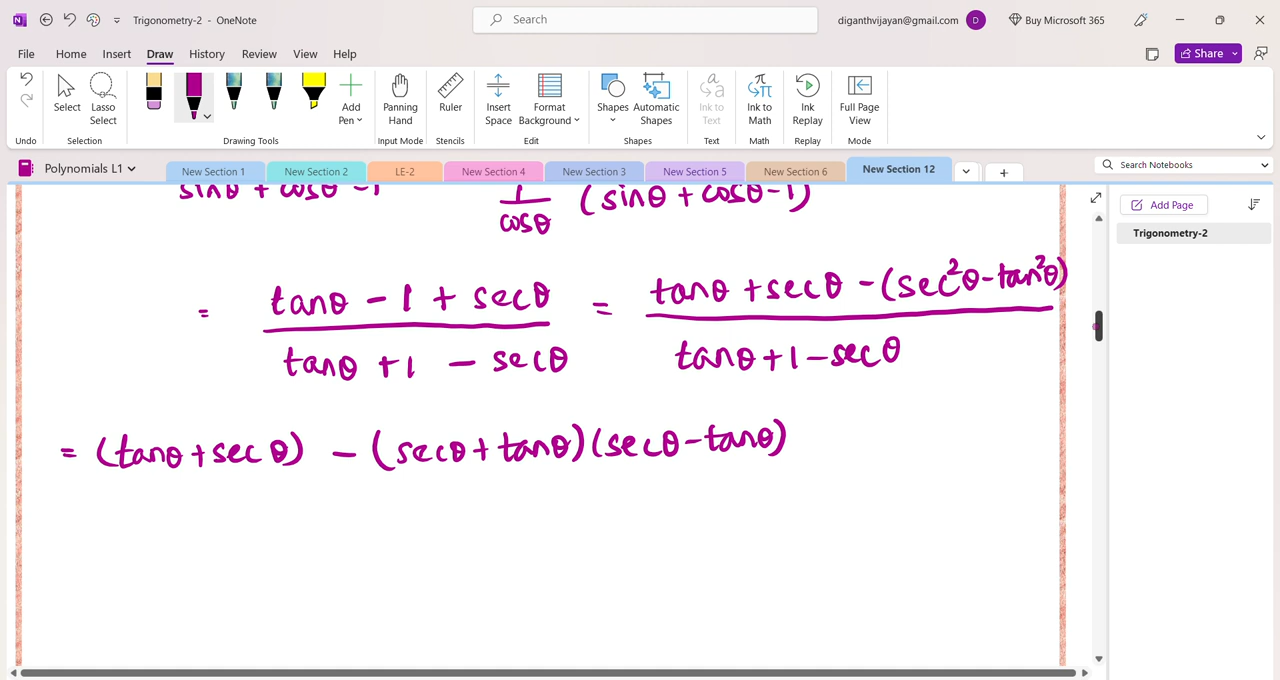 Trigonometry-2 - OneNote
Search
diganthvijayan@gmail.com D
Buy Microsoft 365
File Home Insert Draw History Review View Help
Share
Undo
Select
Lasso Select
Selection
Drawing Tools
Add Pen
Panning Hand
Input Mode
Ruler
Stencils
Insert Space
Format Background
Edit
Shapes
Automatic Shapes
Shapes
Ink to Text
Text
Ink to Math
Math
Ink Replay
Replay
Full Page View
Mode
Polynomials L1
New Section 1 New Section 2 LE-2 New Section 4 New Section 3 New Section 5 New Section 6 New Section 12
Search Notebooks
Add Page
Trigonometry-2
sinθ + cosθ - 1
1/cosθ (sinθ + cosθ - 1)
= (tanθ - 1 + secθ)/(tanθ + 1 - secθ) = (tanθ + secθ - (sec²θ - tan²θ))/(tanθ + 1 - secθ)
= (tanθ + secθ) - (secθ + tanθ)(secθ - tanθ)